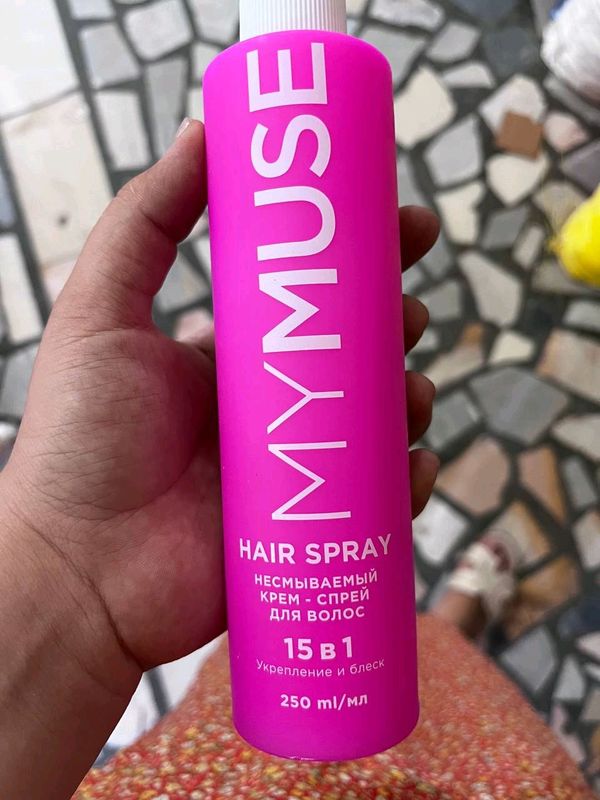 MYMUSE
HAIR SPRAY
НЕСМЫВАЕМЫЙ
КРЕМ - СПРЕЙ
ДЛЯ ВОЛОС
15 в 1
Укрепление и блеск
250 ml/мл